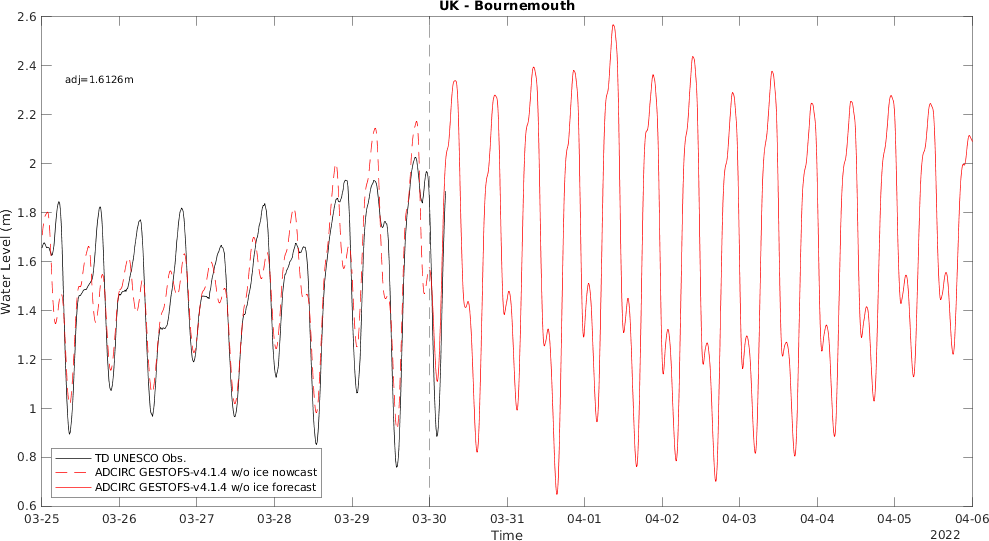 UK - Bournemouth
2.6
2.4
2.2
2
1.8
1.6
1.4
1.2
1
0.8
0.6
Water Level (m)
adj=1.6126m
TD UNESCO Obs.
ADCIRC GESTOFS-v4.1.4 w/o ice nowcast
ADCIRC GESTOFS-v4.1.4 w/o ice forecast
03-25 03-26 03-27 03-28 03-29 03-30 03-31 04-01 04-02 04-03 04-04 04-05 04-06
Time
2022